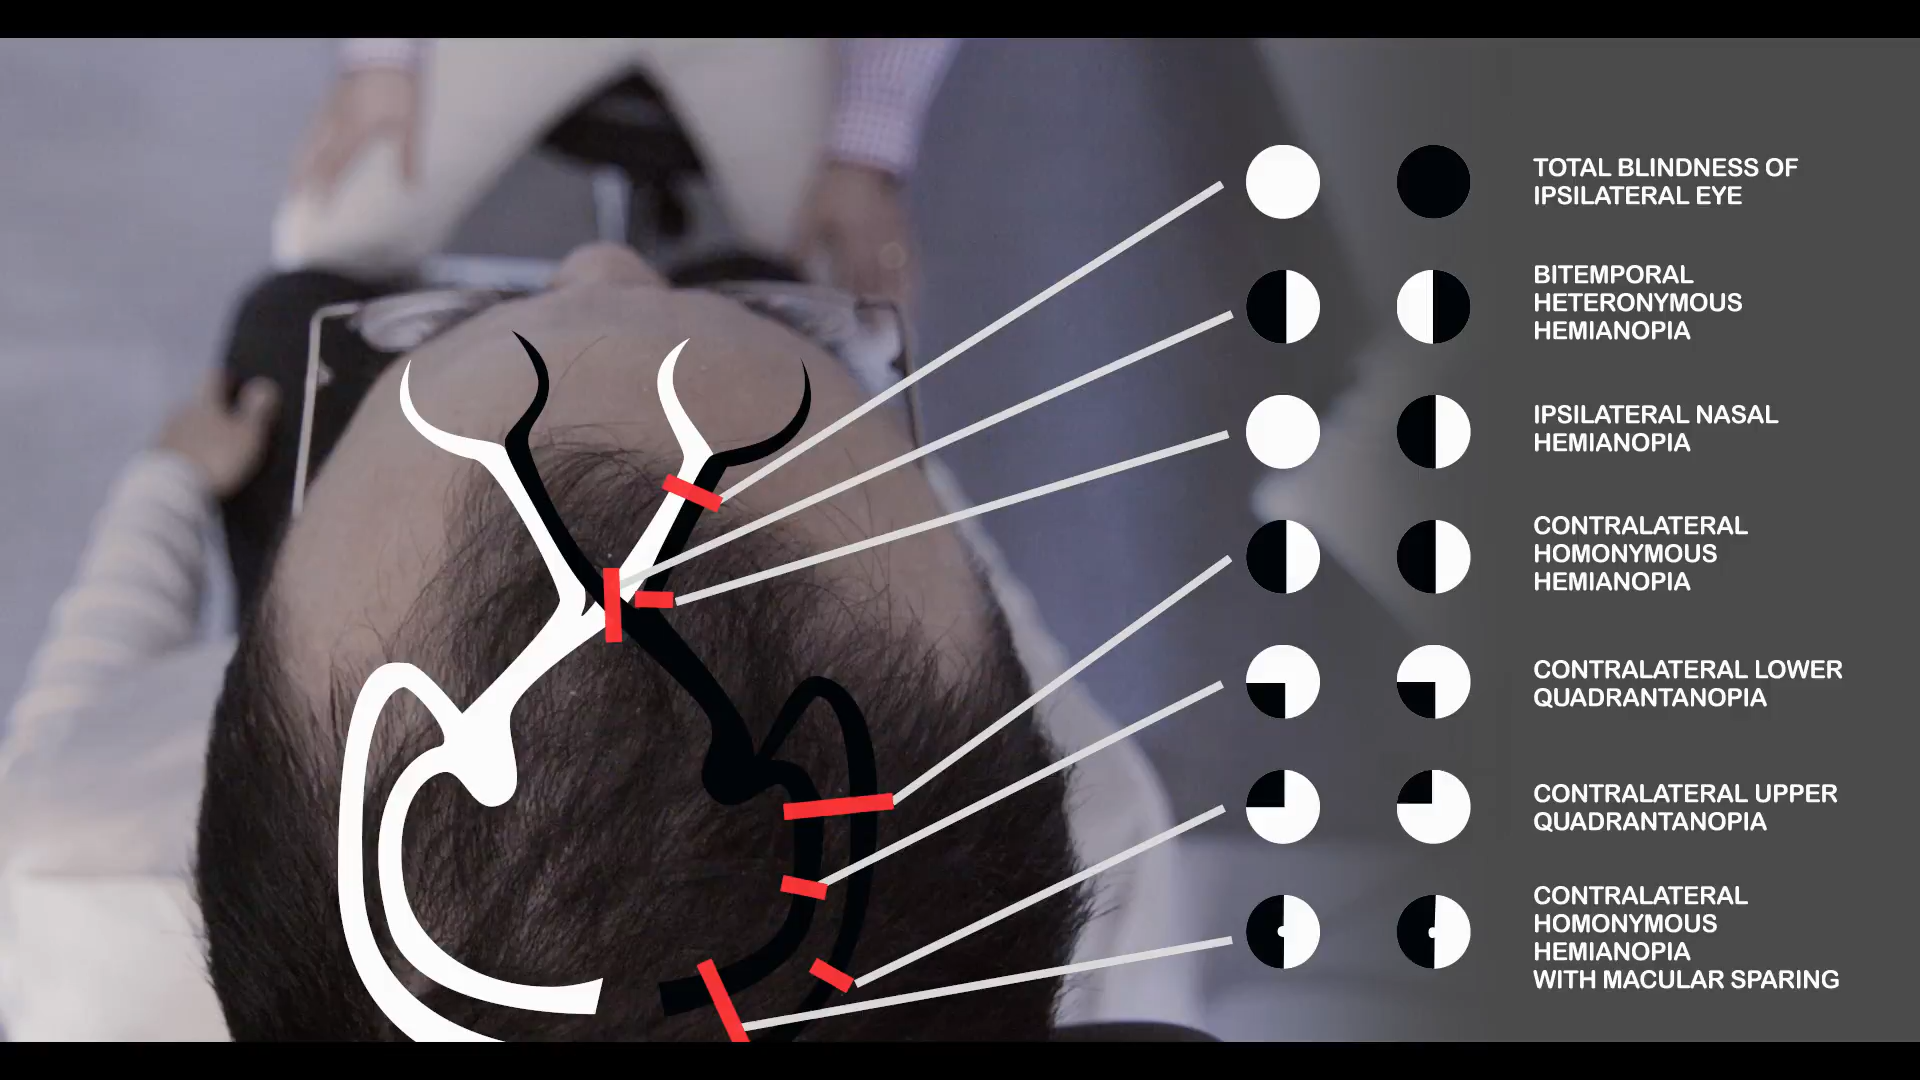 TOTAL BLINDNESS OF
IPSILATERAL EYE
BITEMPORAL
HETERONYMOUS
HEMIANOPIA
IPSILATERAL NASAL
HEMIANOPIA
CONTRALATERAL
HOMONYMOUS
HEMIANOPIA
CONTRALATERAL LOWER
QUADRANTANOPIA
CONTRALATERAL UPPER
QUADRANTANOPIA
CONTRALATERAL
HOMONYMOUS
HEMIANOPIA
WITH MACULAR SPARING